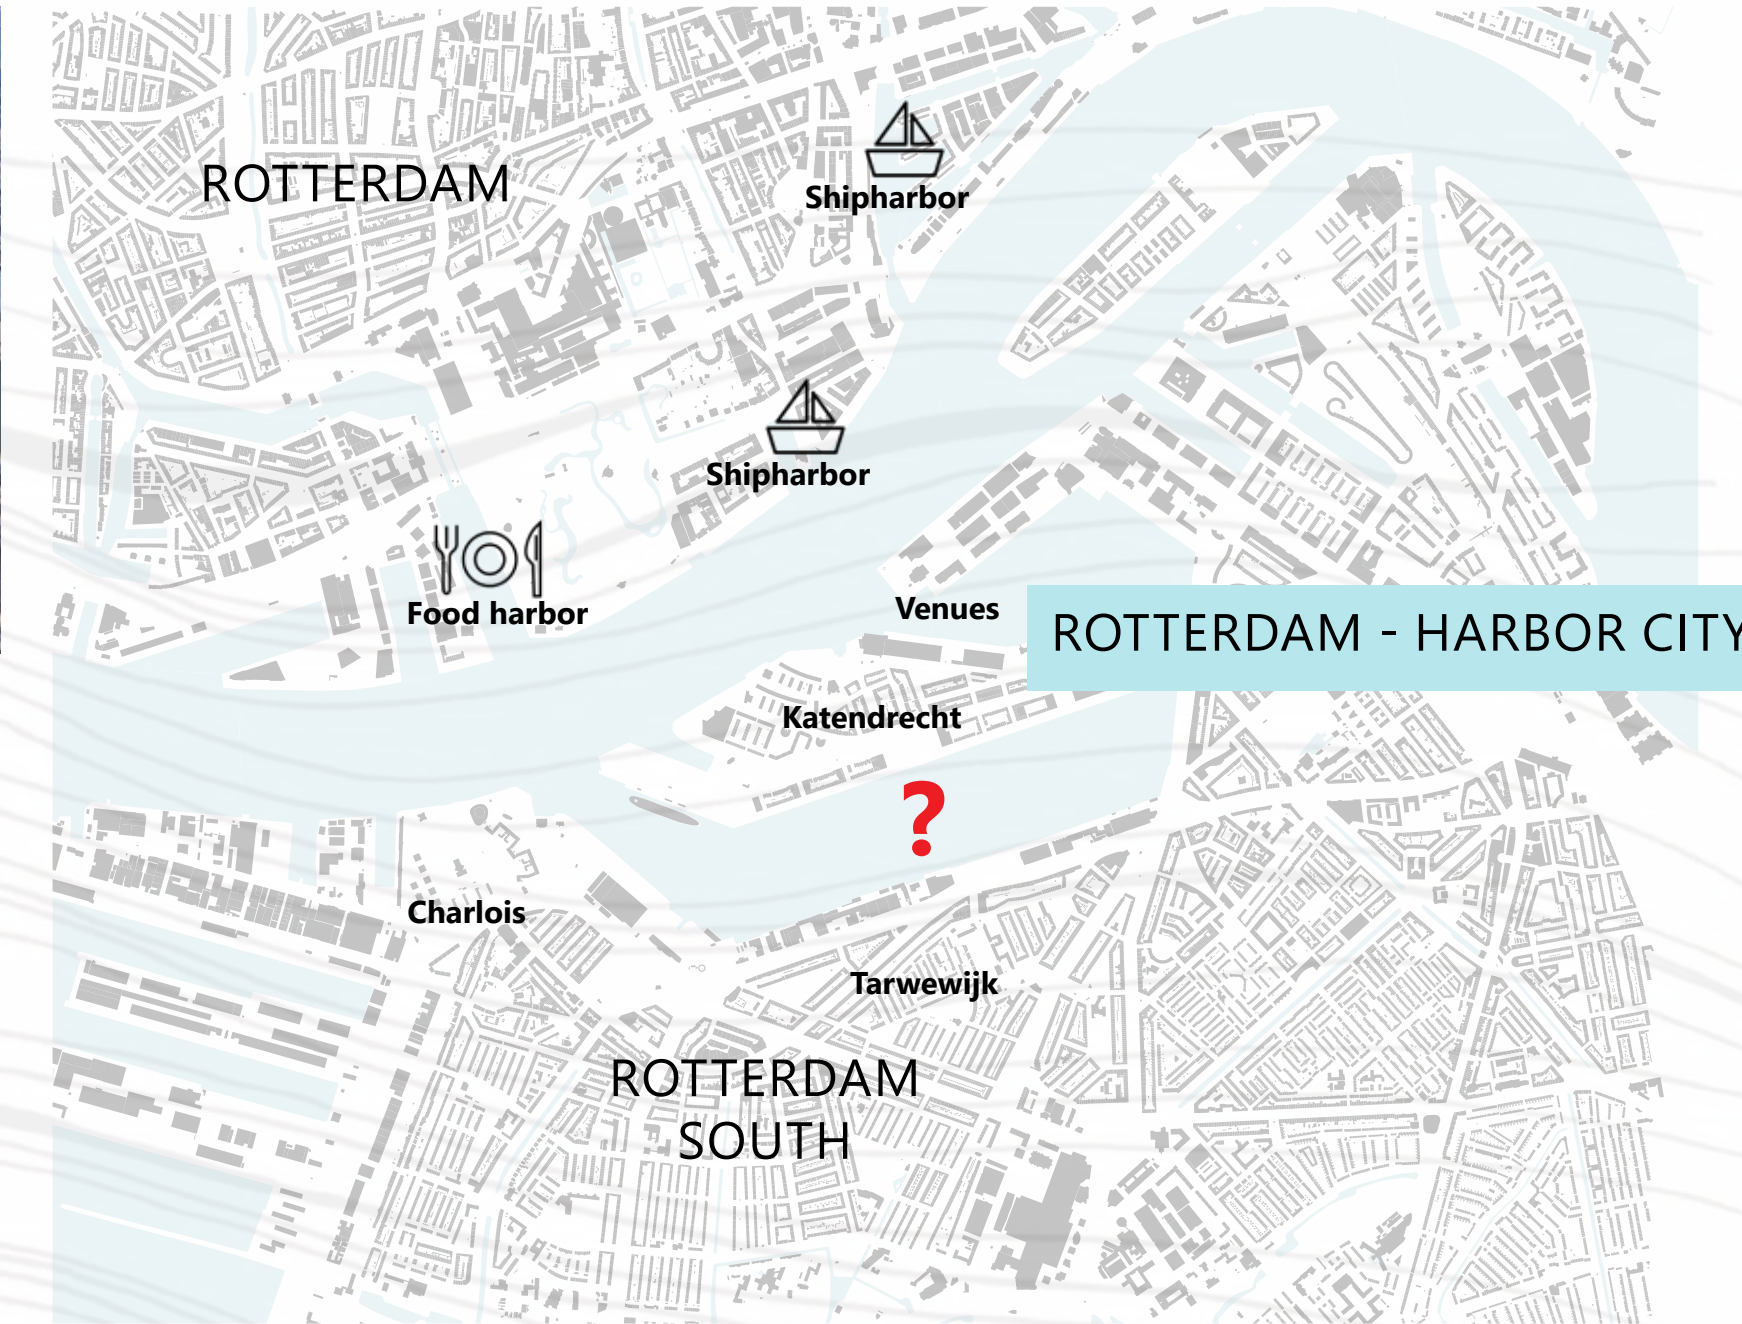 ROTTERDAM
Shipharbor
Shipharbor
Food harbor
Venues
ROTTERDAM - HARBOR CITY
Katendrecht
?
Charlois
Tarwewijk
ROTTERDAM
SOUTH